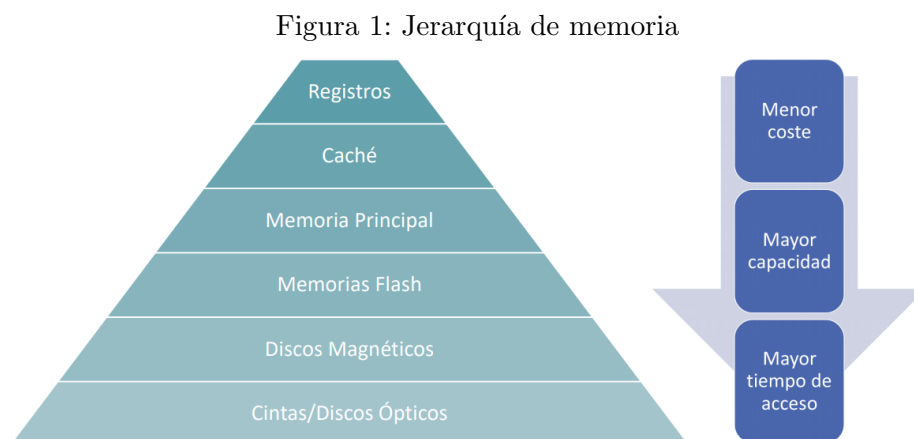 Figura 1: Jerarquía de memoria
Registros
Caché
Memoria Principal
Memorias Flash
Discos Magnéticos
Cintas/Discos Ópticos
Menor
coste
Mayor
capacidad
Mayor
tiempo de
acceso